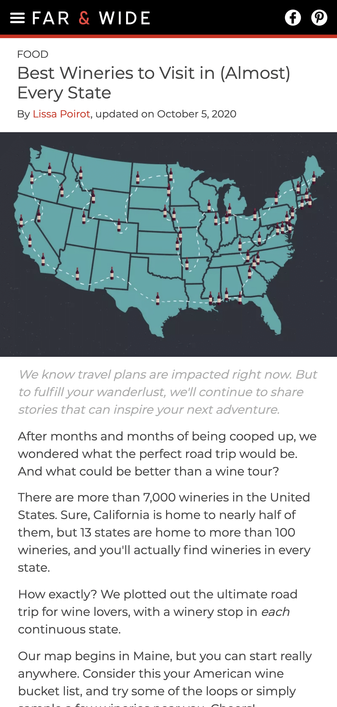 FAR & WIDE
FOOD
Best Wineries to Visit in (Almost)
Every State
By Lissa Poirot, updated on October 5, 2020
We know travel plans are impacted right now. But
to fulfill your wanderlust, we'll continue to share
stories that can inspire your next adventure.
After months and months of being cooped up, we
wondered what the perfect road trip would be.
And what could be better than a wine tour?
There are more than 7,000 wineries in the United
States. Sure, California is home to nearly half of
them, but 13 states are home to more than 100
wineries, and you'll actually find wineries in every
state.
How exactly? We plotted out the ultimate road
trip for wine lovers, with a winery stop in each
continuous state.
Our map begins in Maine, but you can start really
anywhere. Consider this your American wine
bucket list, and try some of the loops or simply
sample a few wineries near you. Cheers!